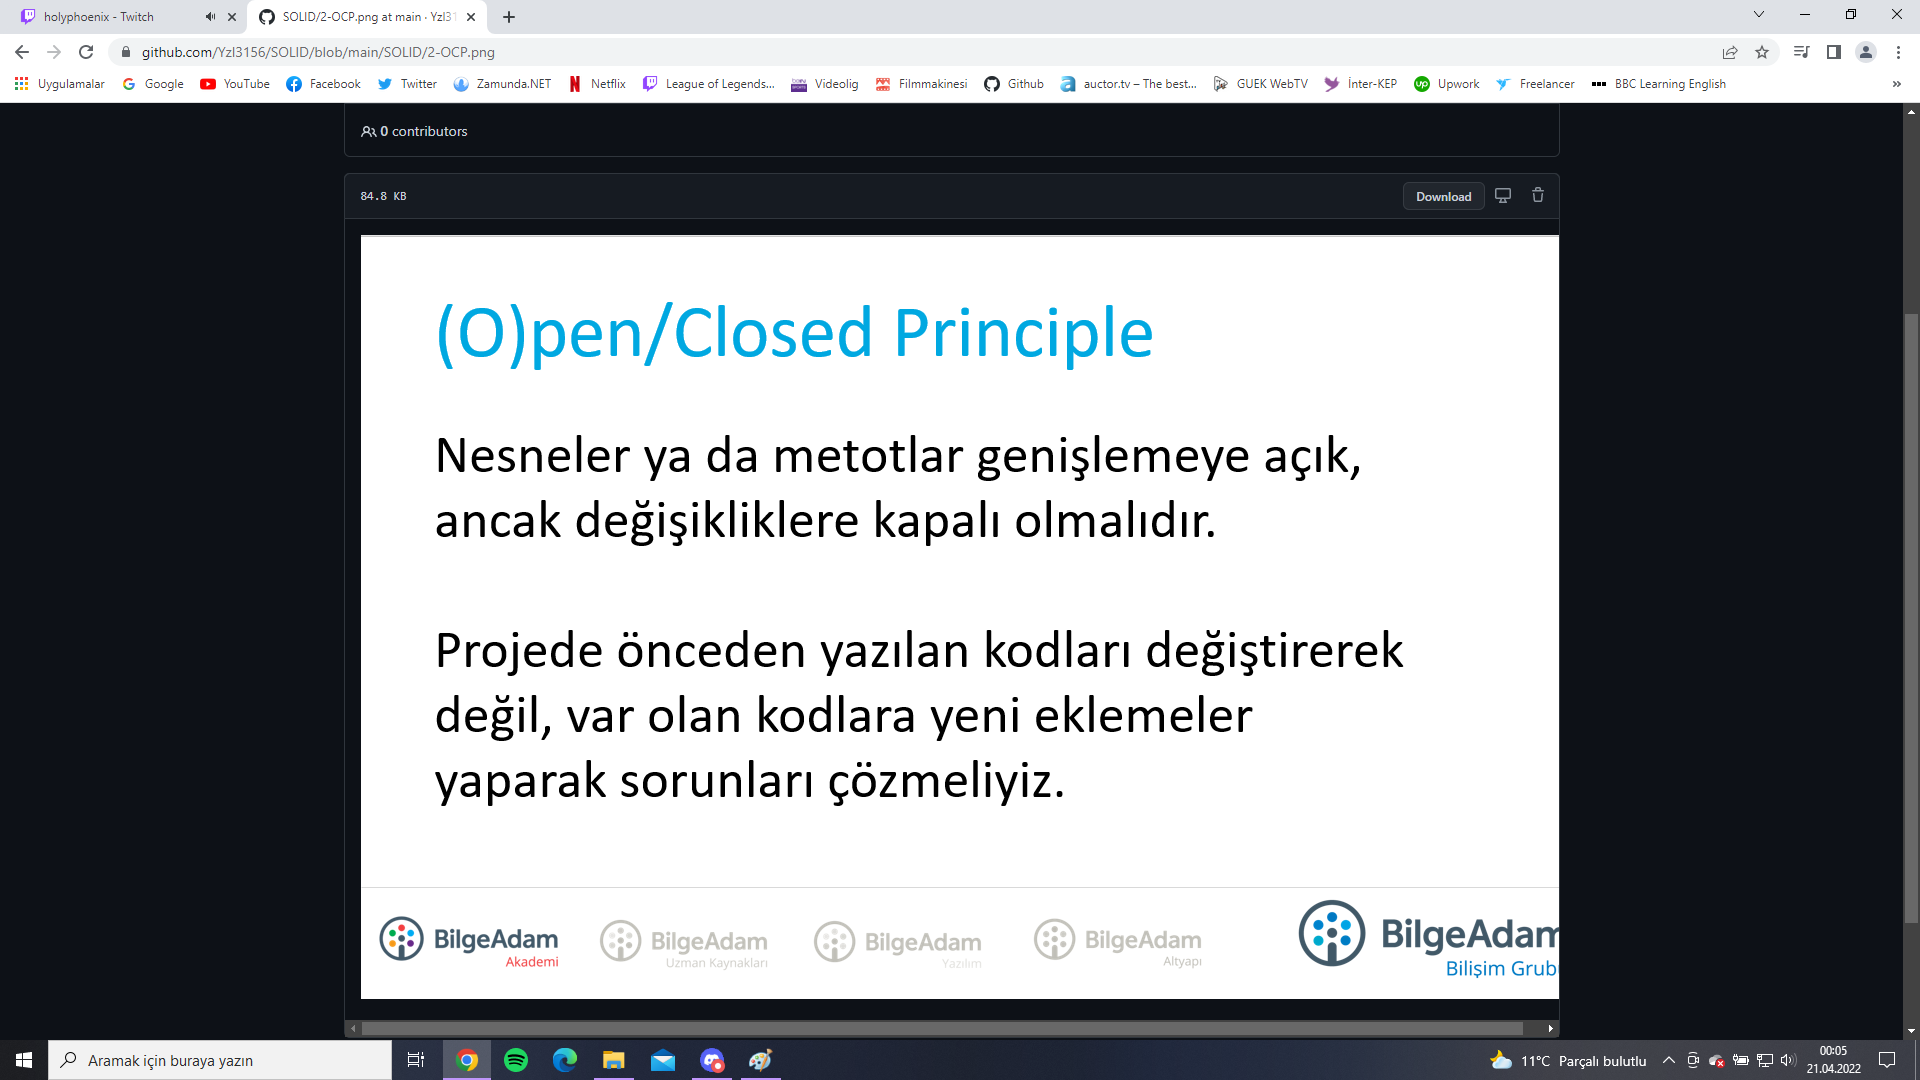 holyphoenix - Twitch
SOLID/2-OCP.png at main · Yzl31
github.com/Yzl3156/SOLID/blob/main/SOLID/2-OCP.png
Uygulamalar
Google
YouTube
Facebook
Twitter
Zamunda.NET
Netflix
League of Legends...
Videolig
Filmmakinesi
Github
auctor.tv – The best...
GUEK WebTV
İnter-KEP
Upwork
Freelancer
BBC Learning English
0 contributors
84.8 KB
Download
(O)pen/Closed Principle
Nesneler ya da metotlar genişlemeye açık,
ancak değişikliklere kapalı olmalıdır.
Projede önceden yazılan kodları değiştirerek
değil, var olan kodlara yeni eklemeler
yaparak sorunları çözmeliyiz.
BilgeAdam
Akademi
BilgeAdam
Uzman Kaynakları
BilgeAdam
Yazılım
BilgeAdam
Altyapı
BilgeAdam
Bilişim Grubu
Aramak için buraya yazın
11°C Parçalı bulutlu
00:05
21.04.2022